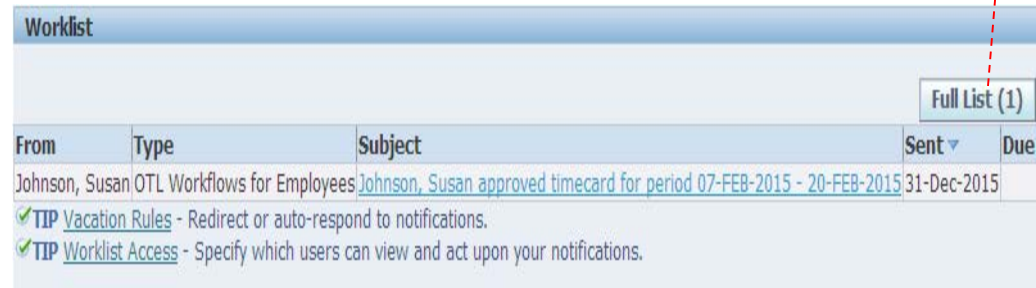 Worklist
Full List (1)
From Type Subject Sent Due
Johnson, Susan OTL Workflows for Employees Johnson, Susan approved timecard for period 07-FEB-2015 - 20-FEB-2015 31-Dec-2015
TIP Vacation Rules - Redirect or auto-respond to notifications.
TIP Worklist Access - Specify which users can view and act upon your notifications.